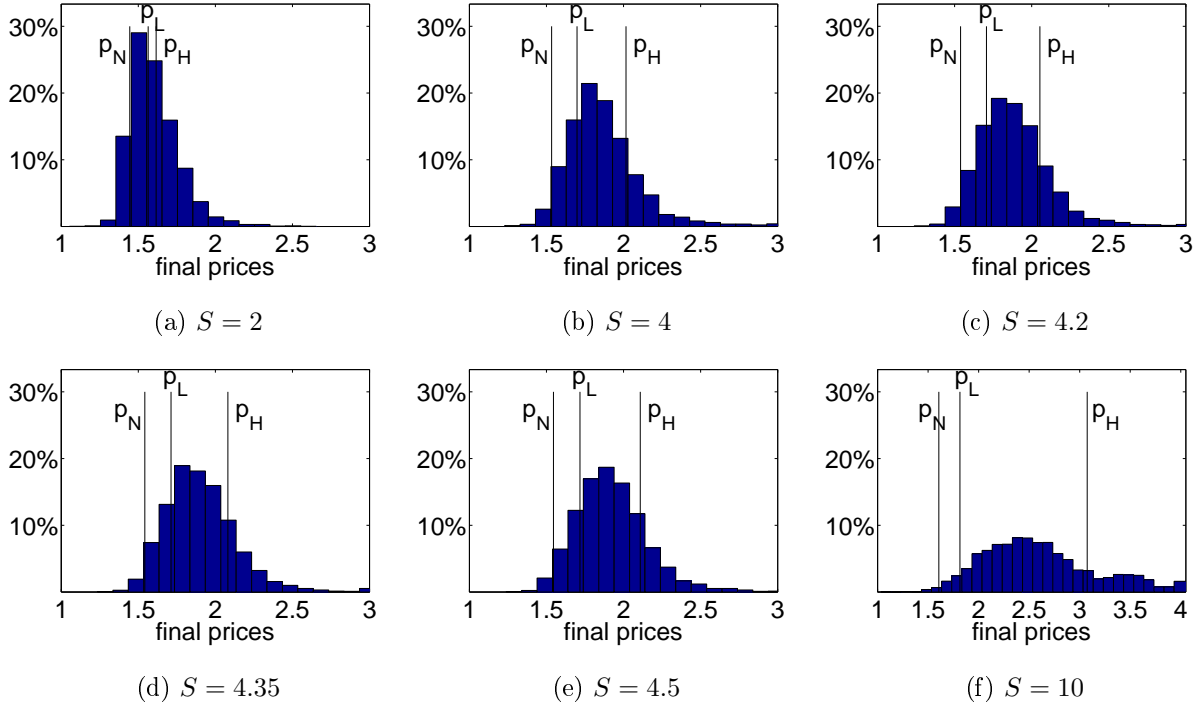 p_L
30%
p_N
p_H
20%
10%
1
1.5
2
2.5
3
final prices
(a) S = 2
p_L
30%
p_N
p_H
20%
10%
1
1.5
2
2.5
3
final prices
(b) S = 4
p_L
30%
p_N
p_H
20%
10%
1
1.5
2
2.5
3
final prices
(c) S = 4.2
p_L
30%
p_N
p_H
20%
10%
1
1.5
2
2.5
3
final prices
(d) S = 4.35
p_L
30%
p_N
p_H
20%
10%
1
1.5
2
2.5
3
final prices
(e) S = 4.5
p_L
30%
p_N
p_H
20%
10%
1
1.5
2
2.5
3
3.5
4
final prices
(f) S = 10